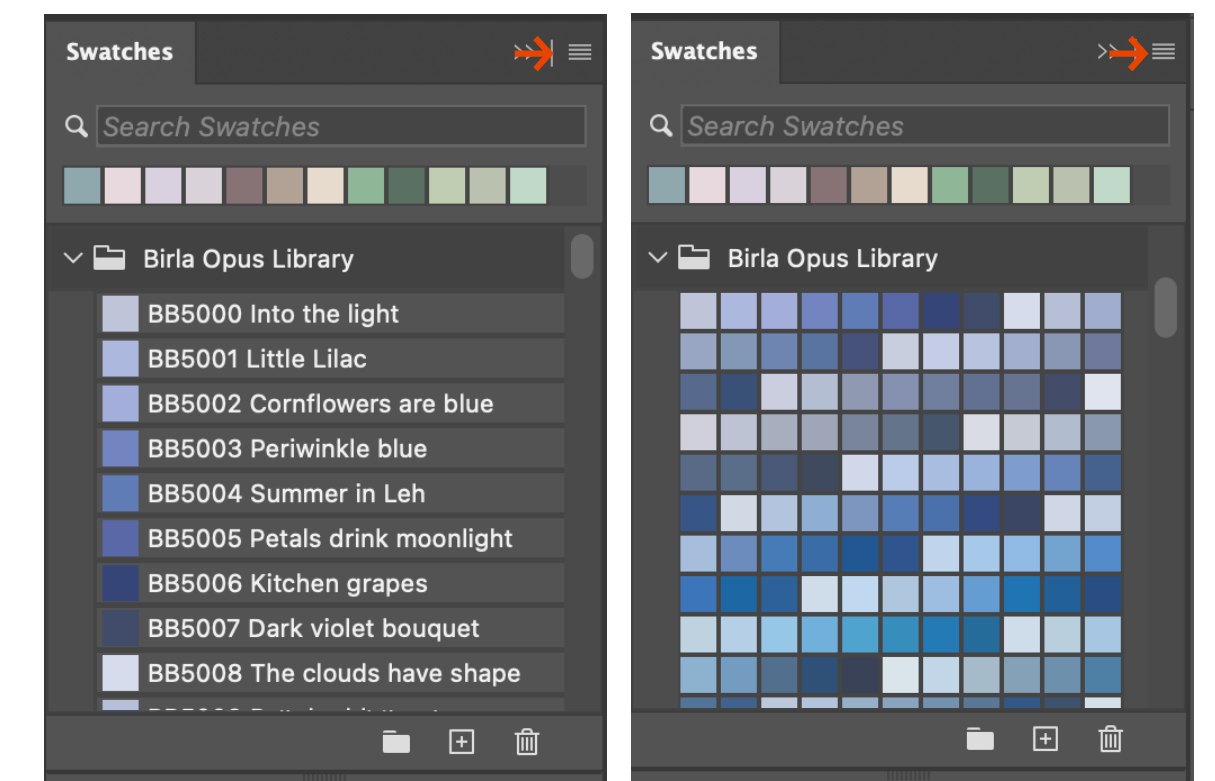 Swatches
Search Swatches
Birla Opus Library
BB5000 Into the light
BB5001 Little Lilac
BB5002 Cornflowers are blue
BB5003 Periwinkle blue
BB5004 Summer in Leh
BB5005 Petals drink moonlight
BB5006 Kitchen grapes
BB5007 Dark violet bouquet
BB5008 The clouds have shape
Swatches
Search Swatches
Birla Opus Library